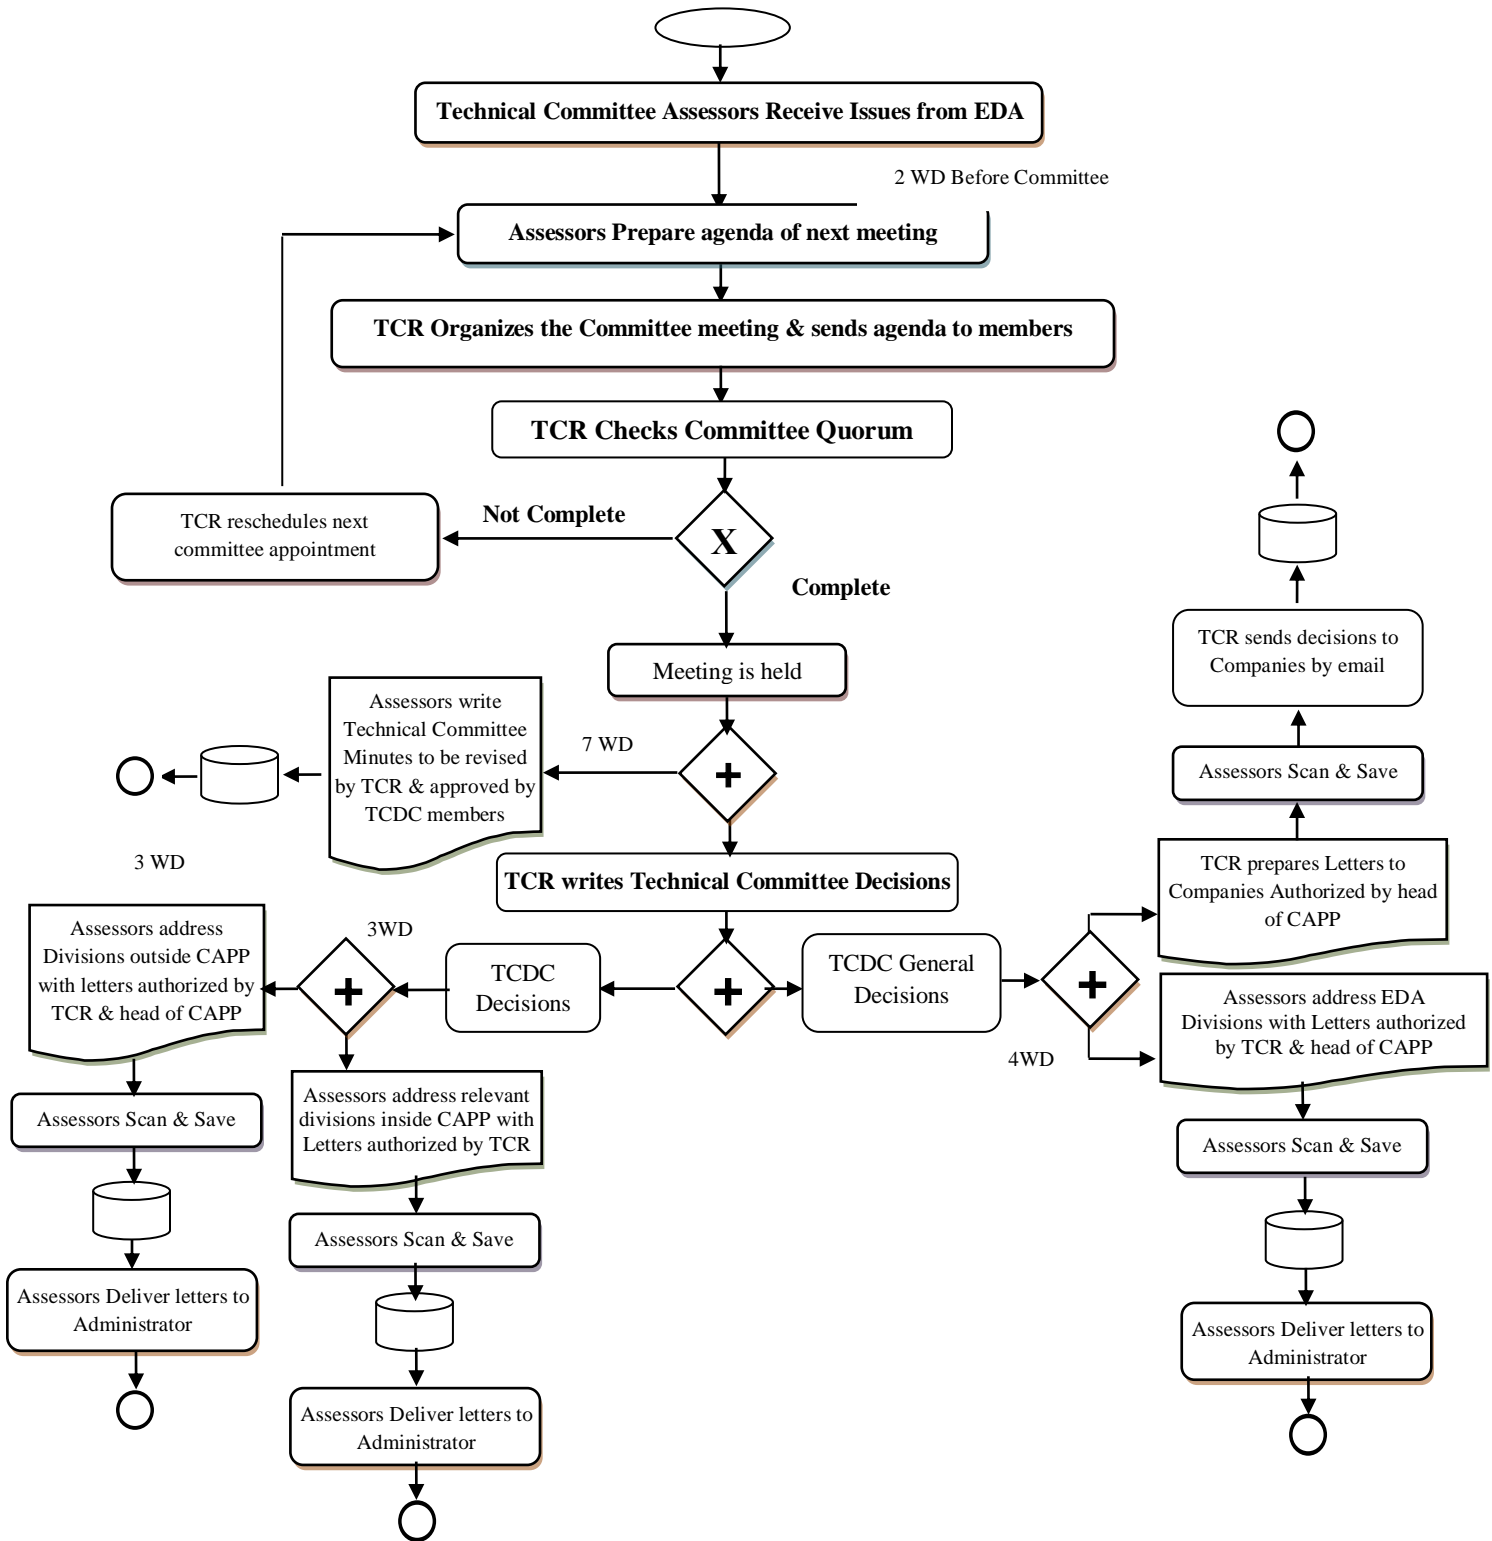 Technical Committee Assessors Receive Issues from EDA
2 WD Before Committee
Assessors Prepare agenda of next meeting
TCR Organizes the Committee meeting & sends agenda to members
TCR Checks Committee Quorum
X
Not Complete
TCR reschedules next
committee appointment
Complete
Meeting is held
+
7 WD
Assessors write
Technical Committee
Minutes to be revised
by TCR & approved by
TCDC members
3 WD
TCR writes Technical Committee Decisions
+
TCDC
Decisions
3WD
+
Assessors address
Divisions outside CAPP
with letters authorized by
TCR & head of CAPP
Assessors Scan & Save
Assessors Deliver letters to
Administrator
Assessors address relevant
divisions inside CAPP with
Letters authorized by TCR
Assessors Scan & Save
Assessors Deliver letters to
Administrator
TCDC General
Decisions
+
4WD
TCR prepares Letters to
Companies Authorized by head
of CAPP
Assessors Scan & Save
TCR sends decisions to
Companies by email
Assessors address EDA
Divisions with Letters authorized
by TCR & head of CAPP
Assessors Scan & Save
Assessors Deliver letters to
Administrator